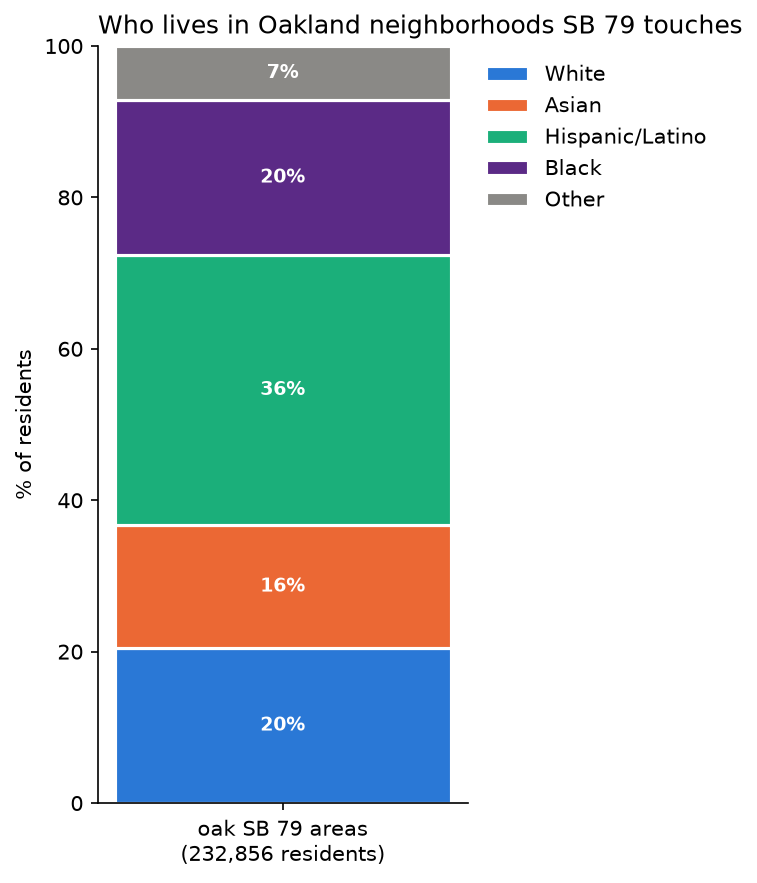 Who lives in Oakland neighborhoods SB 79 touches
100
80
60
40
20
0
% of residents
7%
20%
36%
16%
20%
oak SB 79 areas
(232,856 residents)
White
Asian
Hispanic/Latino
Black
Other